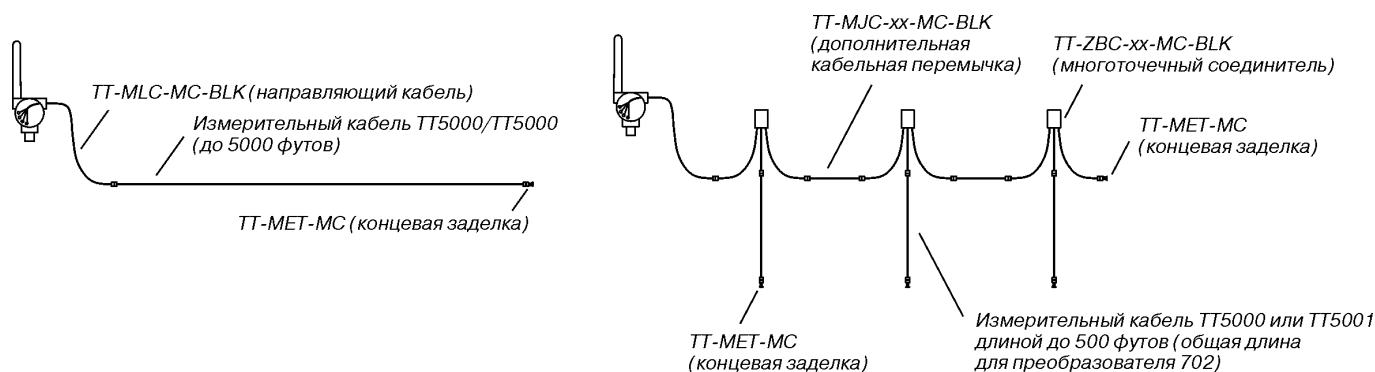 TT-MLC-MC-BLK (направляющий кабель)
Измерительный кабель TT5000/TT5000
(до 5000 футов)
TT-MET-MC (концевая заделка)
TT-MJC-xx-MC-BLK
(дополнительная
кабельная перемычка)
TT-ZBC-xx-MC-BLK
(многоточечный соединитель)
TT-MET-MC
(концевая заделка)
TT-MET-MC
(концевая заделка)
Измерительный кабель TT5000 или TT5001
длиной до 500 футов (общая длина
для преобразователя 702)